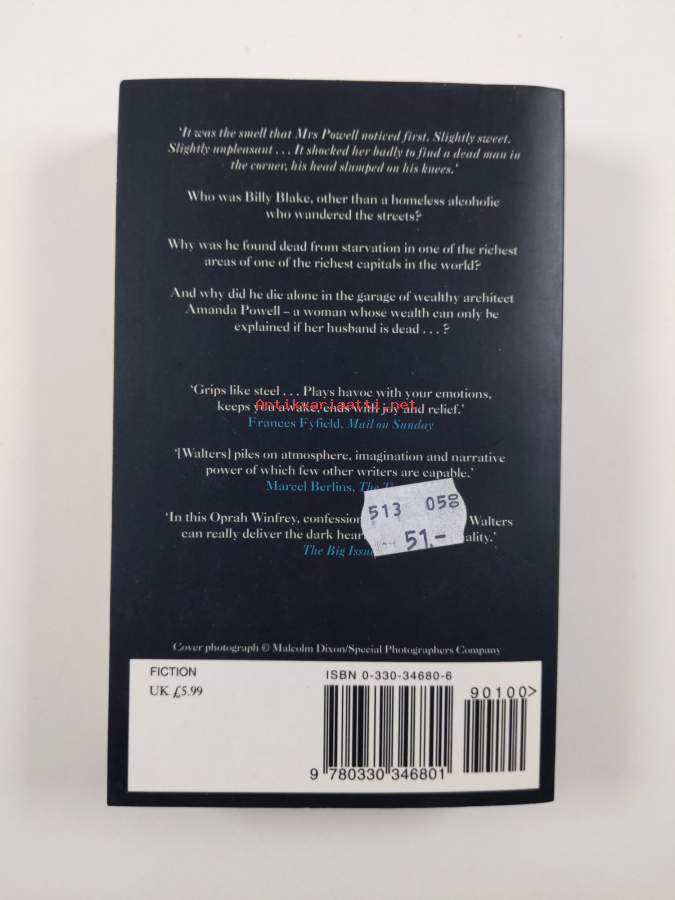 'It was the smell that Mrs Powell noticed first. Slightly sweet.
Slightly unpleasant . . . It shocked her badly to find a dead man in
the corner, his head slumped on his knees.'
Who was Billy Blake, other than a homeless alcoholic
who wandered the streets?
Why was he found dead from starvation in one of the richest
areas of one of the richest capitals in the world?
And why did he die alone in the garage of wealthy architect
Amanda Powell – a woman whose wealth can only be
explained if her husband is dead . . . ?
'Grips like steel . . . Plays havoc with your emotions,
keeps you awake, ends with joy and relief.'
Antikvariaatti.net
Frances Fyfield, Mail on Sunday
'[Walters] piles on atmosphere, imagination and narrative
power of which few other writers are capable.'
Marcel Berlins, The
513 050
51.-
'In this Oprah Winfrey, Walters
can really deliver the dark
The Big
Cover photograph © Malcolm Dixon/Special Photographers Company
FICTION
UK £5.99
ISBN 0-330-34680-6
90100>
9 780330 346801